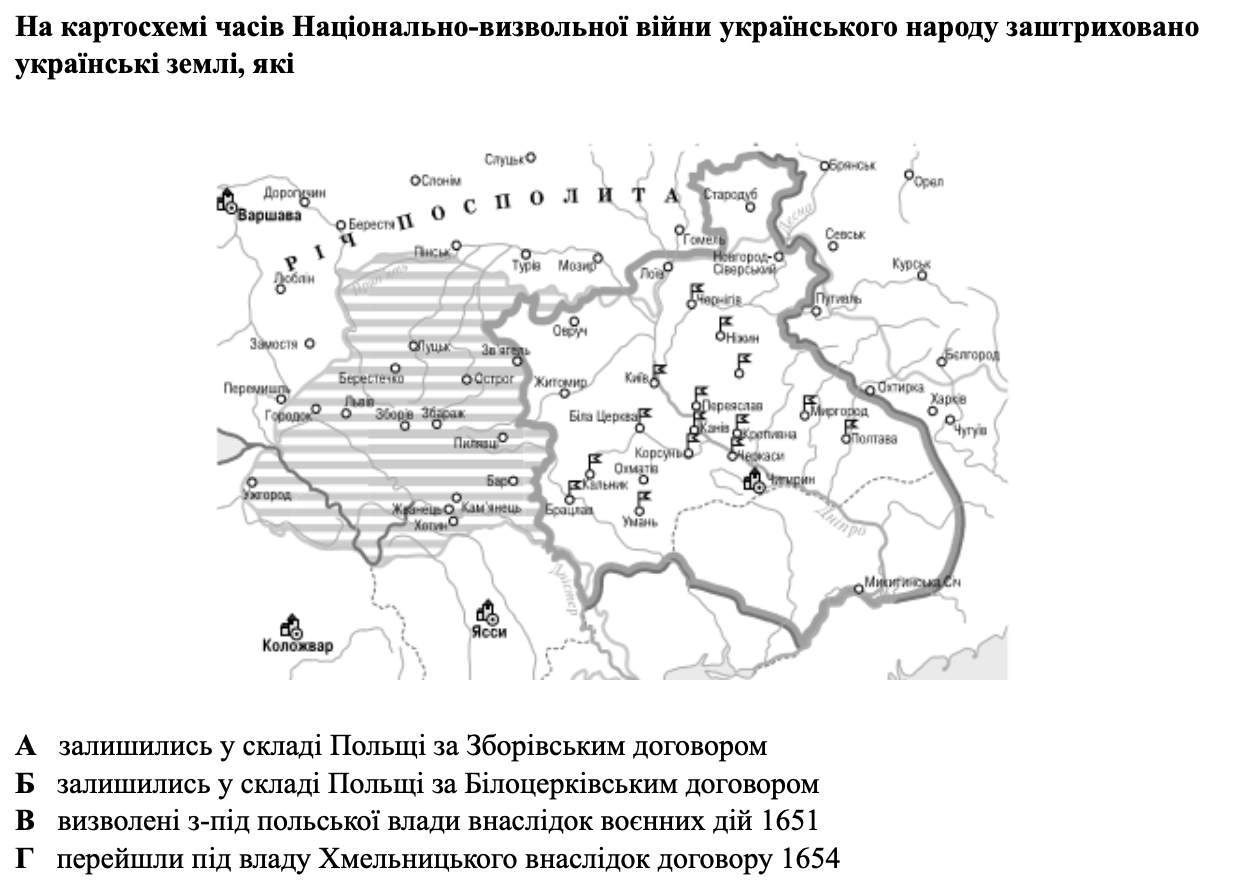 На картосхемі часів Національно-визвольної війни українського народу заштриховано
українські землі, які
Слуцьк
Слонім
Брянськ
Орел
Дорогичин
Варшава
Берестя
РІЧ ПОСПОЛИТА
Стародуб
Десна
Гомель
Севськ
Пінськ
Турів
Мозир
Лоїв
Новгород-
Сіверський
Курськ
Люблін
Прип'ять
Чернігів
Путивль
Овруч
Ніжин
Замостя
Луцьк
Зв'ягель
Бєлгород
Берестечко
Острог
Житомир
Київ
Охтирка
Перемишль
Львів
Городок
Зборів
Збараж
Біла Церква
Переяслав
Канів
Миргород
Харків
Чугуїв
Пилявці
Кропивна
Полтава
Корсунь
Черкаси
Ужгород
Бар
Охматів
Кальник
Чигирин
Жванець
Кам'янець
Хотин
Брацлав
Умань
Дніпро
Дністер
Микитинська Січ
Коложвар
Ясси
А залишились у складі Польщі за Зборівським договором
Б залишились у складі Польщі за Білоцерківським договором
В визволені з-під польської влади внаслідок воєнних дій 1651
Г перейшли під владу Хмельницького внаслідок договору 1654